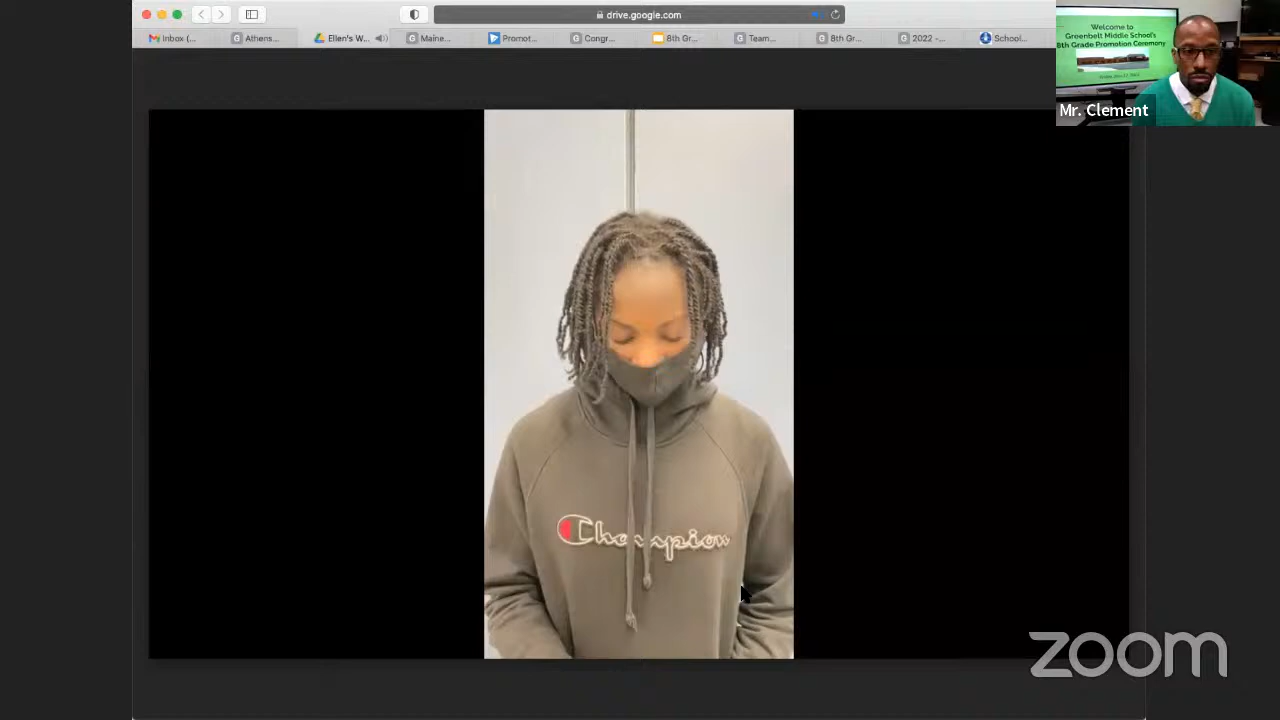 drive.google.com
Inbox (...
Athens...
Ellen's W...
Maine...
Promot...
Congr...
8th Gr...
Team...
8th Gr...
2022 -...
School...
Welcome to
Greenbelt Middle School's
8th Grade Promotion Ceremony
Mr. Clement
Champion
zoom